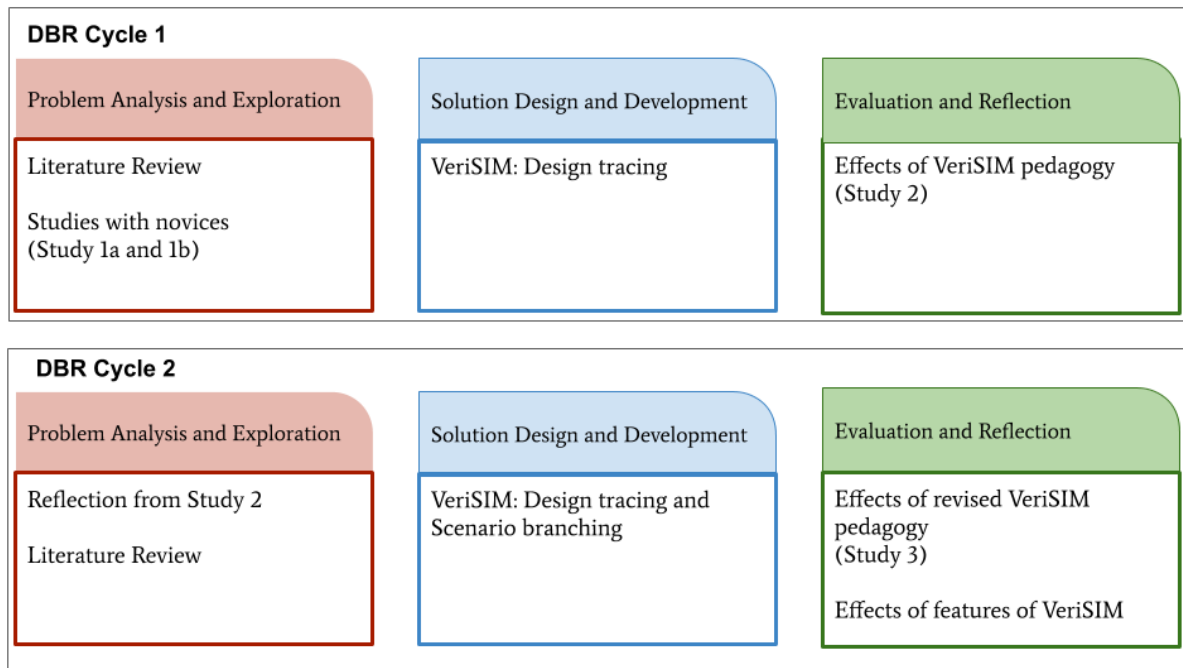 DBR Cycle 1
Problem Analysis and Exploration
Literature Review
Studies with novices
(Study 1a and 1b)
Solution Design and Development
VeriSIM: Design tracing
Evaluation and Reflection
Effects of VeriSIM pedagogy
(Study 2)
DBR Cycle 2
Problem Analysis and Exploration
Reflection from Study 2
Literature Review
Solution Design and Development
VeriSIM: Design tracing and
Scenario branching
Evaluation and Reflection
Effects of revised VeriSIM
pedagogy
(Study 3)
Effects of features of VeriSIM